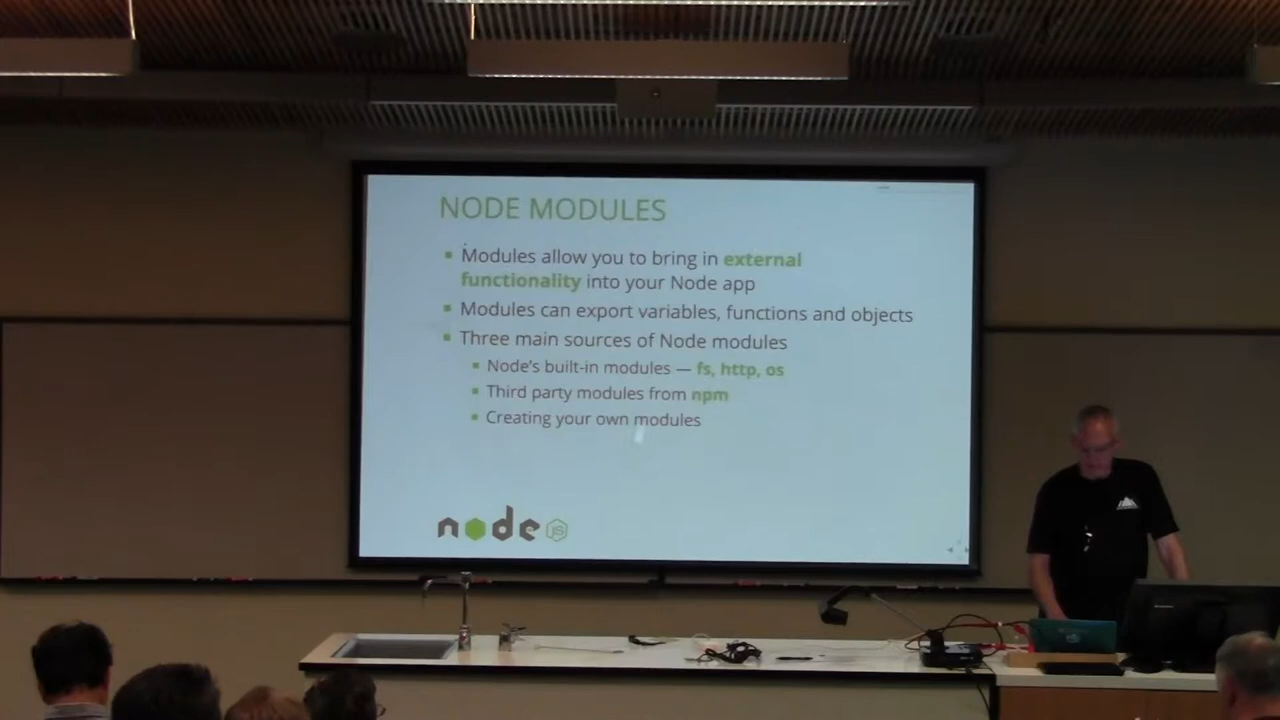 NODE MODULES
Modules allow you to bring in external
functionality into your Node app
Modules can export variables, functions and objects
Three main sources of Node modules
Node's built-in modules — fs, http, os
Third party modules from npm
Creating your own modules
node JS